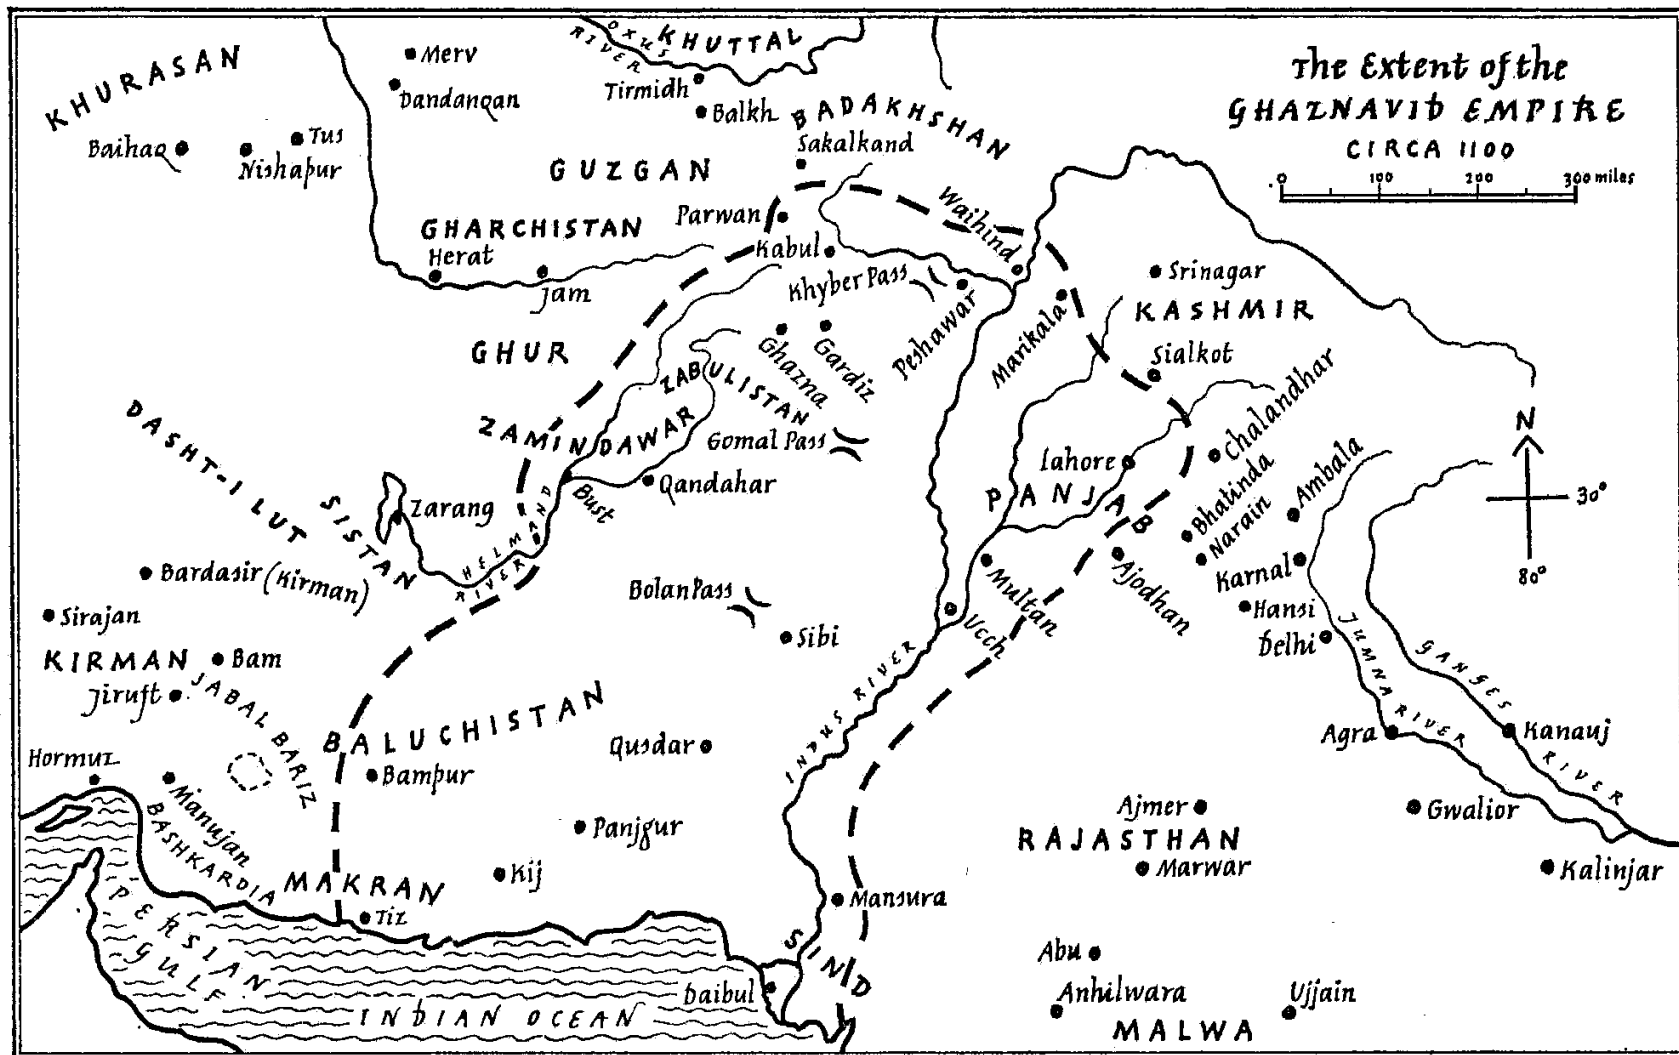 The Extent of the
GHAZNAVID EMPIRE
CIRCA 1100
0 100 200 300 miles
KHURASAN
Merv
Dandanqan
OXUS
RIVER
KHUTTAL
Tirmidh
Balkh
BADAKHSHAN
Sakalkand
Baihaq
Nishapur
Tus
GUZGAN
Parwan
GHARCHISTAN
Herat
Jam
Kabul
Waihind
Khyber Pass
Peshawar
Marikala
Srinagar
KASHMIR
Sialkot
GHUR
Ghazna
Gardiz
ZABULISTAN
ZAMINDAWAR
Gomal Pass
DASHT-I LUT
SISTAN
Zarang
HELMAND
RIVER
Bust
Qandahar
Lahore
PANJAB
Chalandhar
Bhatinda
Narain
Ambala
N
30°
80°
Bardasir (Kirman)
Sirajan
KIRMAN
Bam
Jiruft
JABAL BARIZ
Bolan Pass
Sibi
Multan
Ucch
Ajodhan
Karnal
Hansi
Delhi
JUMNA
RIVER
GANGES
RIVER
INDUS RIVER
BALUCHISTAN
Bampur
Qusdar
Agra
Kanauj
Hormuz
Manujan
BASHKARDIA
Panjgur
Kij
MAKRAN
Tiz
Ajmer
RAJASTHAN
Marwar
Gwalior
Kalinjar
Mansura
SIND
Daibul
PERSIAN
GULF
INDIAN OCEAN
Abu
Anhilwara
Ujjain
MALWA